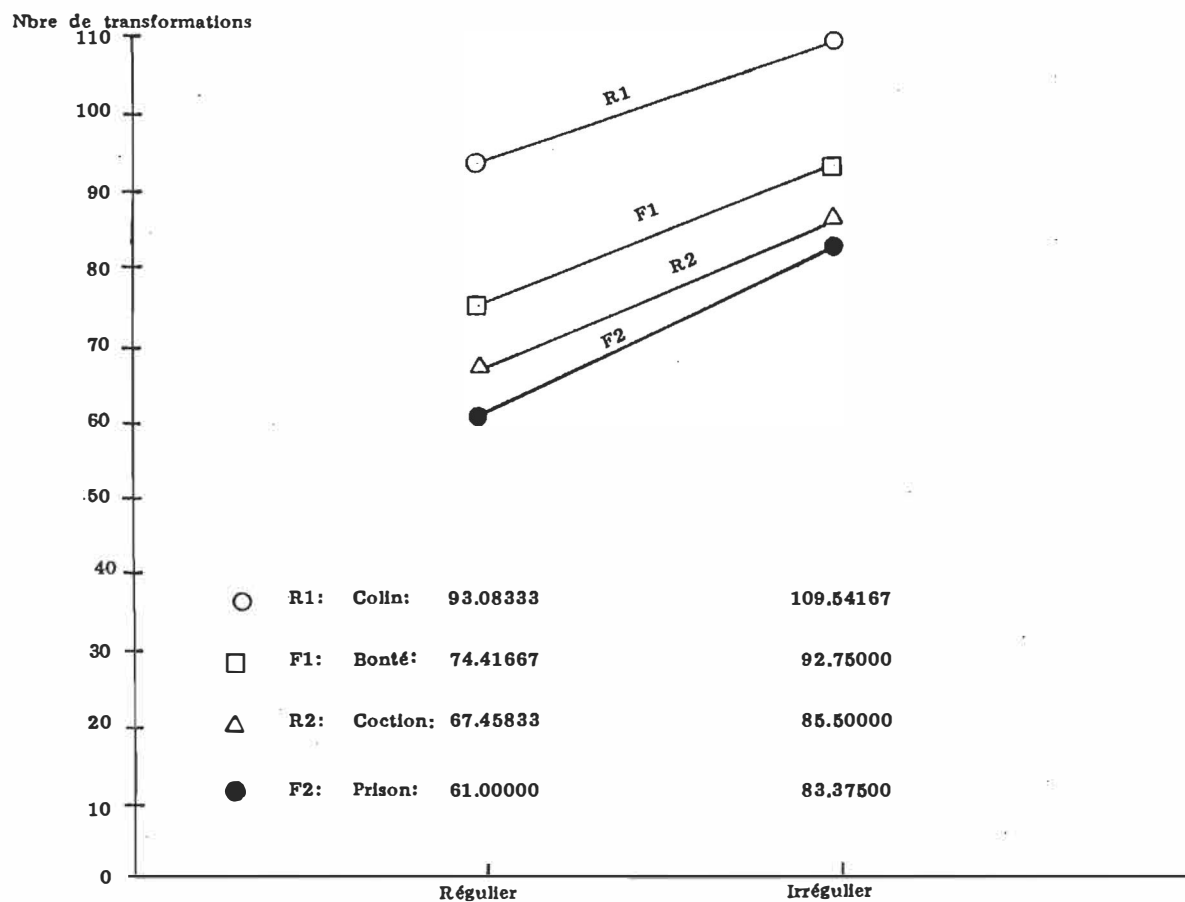 Nbre de transformations
110
100
90
80
70
60
50
40
30
20
10
0
R1
F1
R2
F2
R1: Colin: 93.08333 109.54167
F1: Bonté: 74.41667 92.75000
R2: Coction: 67.45833 85.50000
F2: Prison: 61.00000 83.37500
Régulier Irrégulier